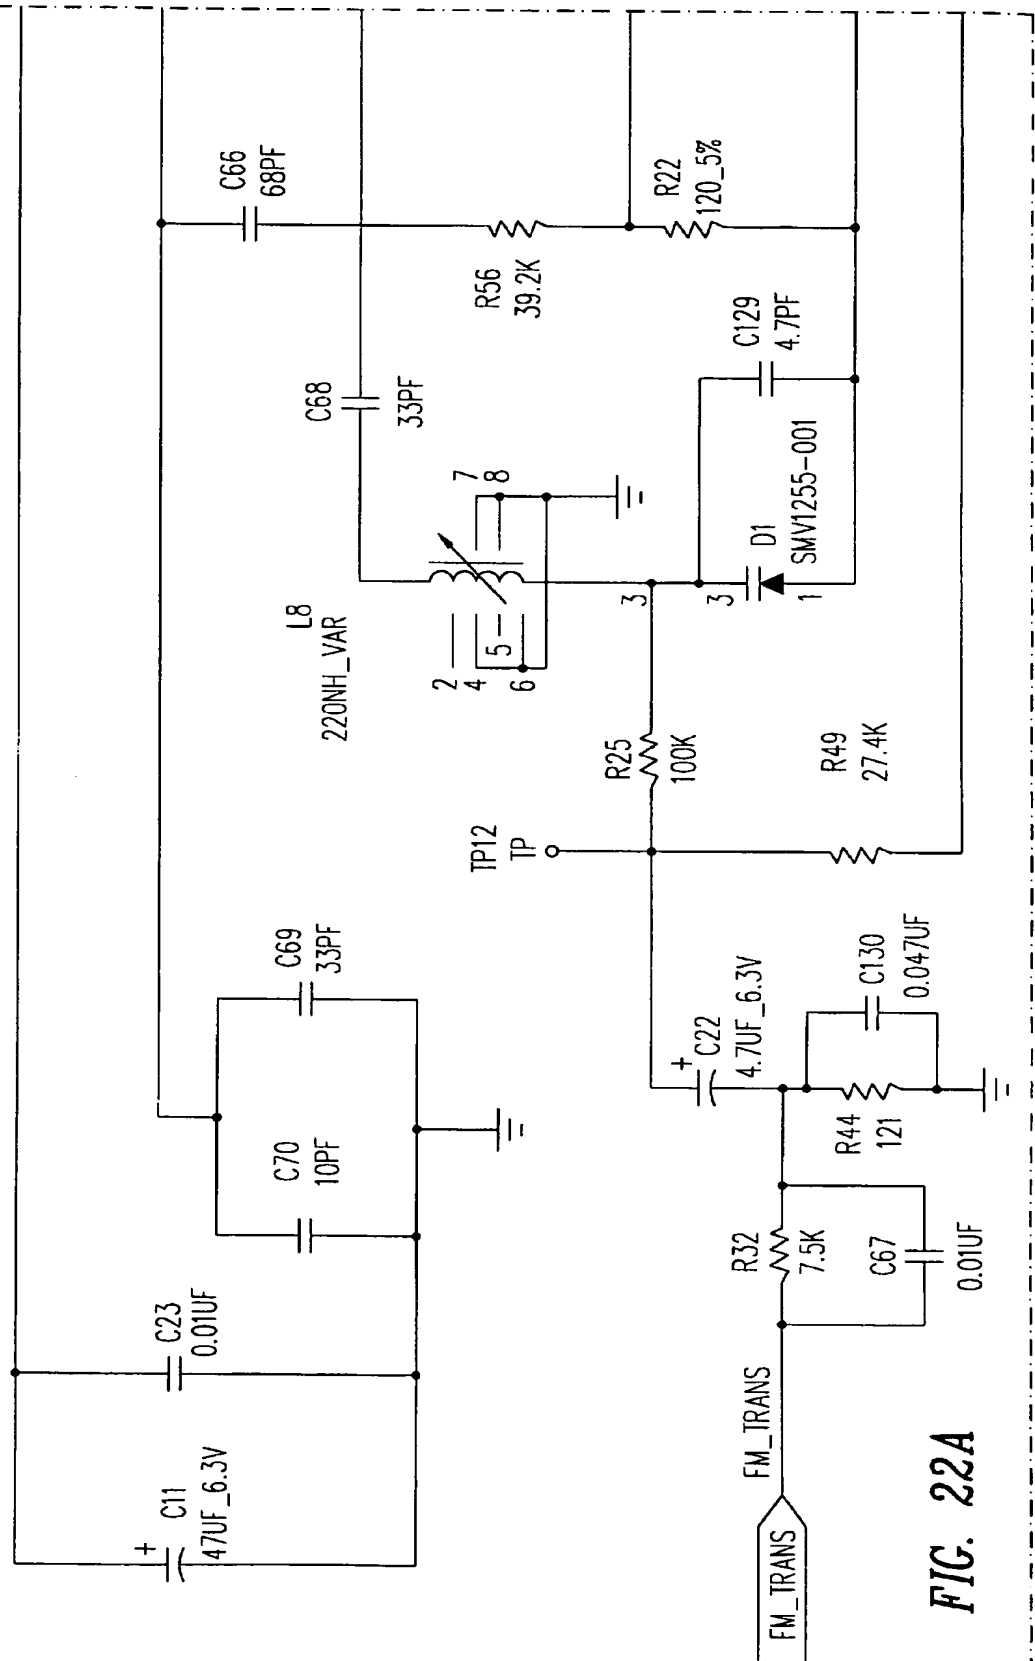 C11
47UF_6.3V
+
C23
0.01UF
C70
10PF
C69
33PF
C66
68PF
C68
33PF
R56
39.2K
R22
120_5%
L8
220NH_VAR
2
4
5
6
7
8
3
3
1
D1
SMV1255-001
C129
4.7PF
R25
100K
TP12
TP
R49
27.4K
+
C22
4.7UF_6.3V
R44
121
C130
0.047UF
R32
7.5K
C67
0.01UF
FM_TRANS
FM_TRANS
FIG. 22A